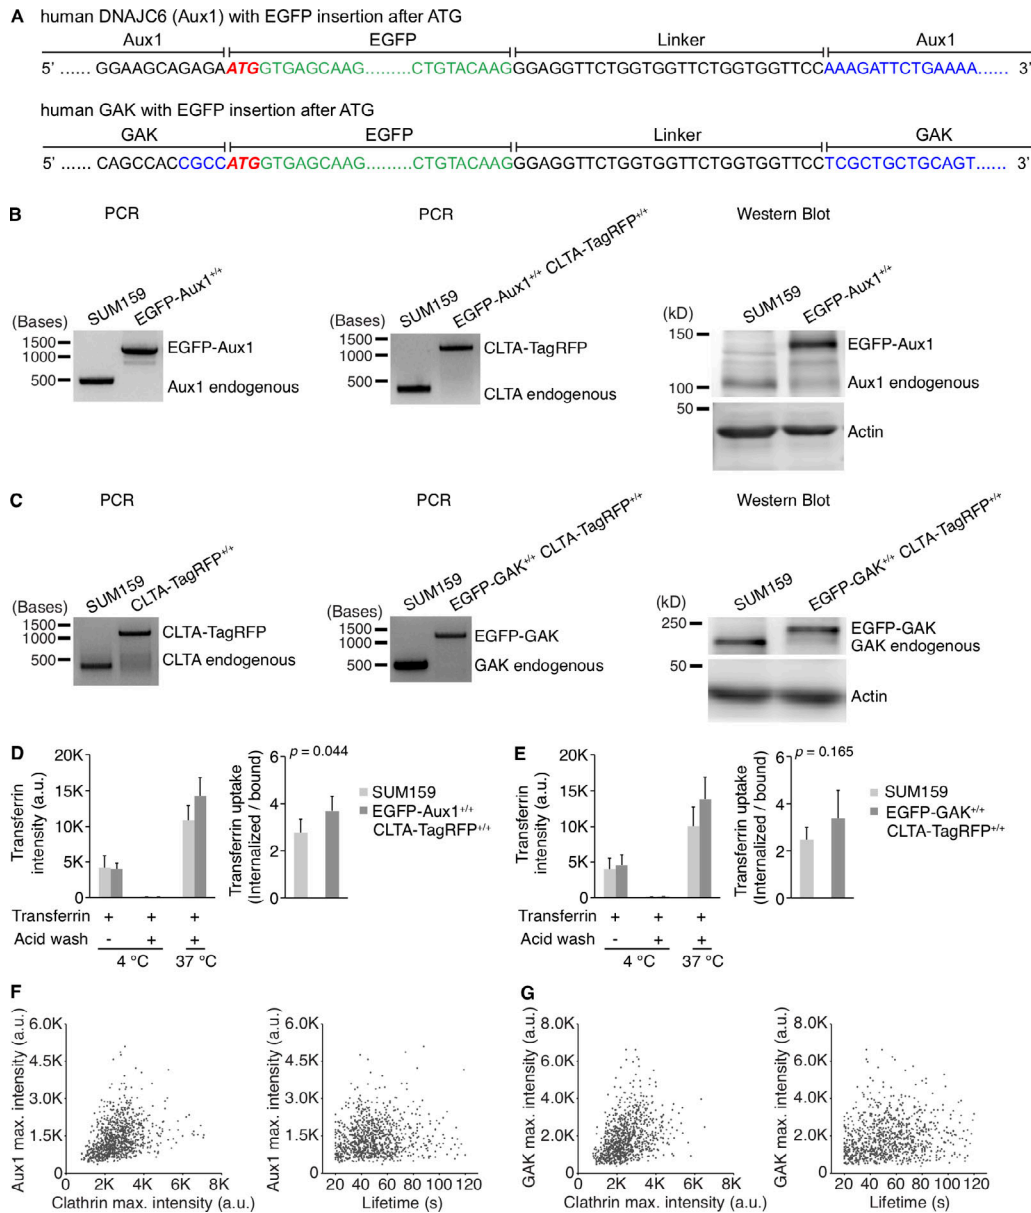 A human DNAJC6 (Aux1) with EGFP insertion after ATG
Aux1 EGFP Linker Aux1
5' ...... GGAAGCAGAGAATGGTGAGCAAG.........CTGTACAAGGGAGGTTCTGGTGGTTCTGGTGGTTCCAAAGATTCTGAAAA...... 3'
human GAK with EGFP insertion after ATG
GAK EGFP Linker GAK
5' ...... CAGCCACCGCCATGGTGAGCAAG.........CTGTACAAGGGAGGTTCTGGTGGTTCTGGTGGTTCCTCGCTGCTGCAGT...... 3'
B PCR PCR Western Blot
SUM159 EGFP-Aux1+/+
(Bases)
1500
1000
500
EGFP-Aux1
Aux1 endogenous
SUM159 EGFP-Aux1+/+ CLTA-TagRFP+/+
(Bases)
1500
1000
500
CLTA-TagRFP
CLTA endogenous
SUM159 EGFP-Aux1+/+
(kD)
150
100
50
EGFP-Aux1
Aux1 endogenous
Actin
C PCR PCR Western Blot
SUM159 CLTA-TagRFP+/+
(Bases)
1500
1000
500
CLTA-TagRFP
CLTA endogenous
SUM159 EGFP-GAK+/+ CLTA-TagRFP+/+
(Bases)
1500
1000
500
EGFP-GAK
GAK endogenous
SUM159 EGFP-GAK+/+ CLTA-TagRFP+/+
(kD)
250
50
EGFP-GAK
GAK endogenous
Actin
D
Transferrin intensity (a.u.)
20K
15K
10K
5K
0
Transferrin + + +
Acid wash - + +
4 °C 37 °C
Transferrin uptake (Internalized / bound)
6
4
2
0
p = 0.044
SUM159
EGFP-Aux1+/+
CLTA-TagRFP+/+
E
Transferrin intensity (a.u.)
20K
15K
10K
5K
0
Transferrin + + +
Acid wash - + +
4 °C 37 °C
Transferrin uptake (Internalized / bound)
6
4
2
0
p = 0.165
SUM159
EGFP-GAK+/+
CLTA-TagRFP+/+
F
Aux1 max. intensity (a.u.)
6.0K
4.5K
3.0K
1.5K
0
0 2K 4K 6K 8K
Clathrin max. intensity (a.u.)
Aux1 max. intensity (a.u.)
6.0K
4.5K
3.0K
1.5K
0
20 40 60 80 100 120
Lifetime (s)
G
GAK max. intensity (a.u.)
8.0K
6.0K
4.0K
2.0K
0
0 2K 4K 6K 8K
Clathrin max. intensity (a.u.)
GAK max. intensity (a.u.)
8.0K
6.0K
4.0K
2.0K
0
20 40 60 80 100 120
Lifetime (s)